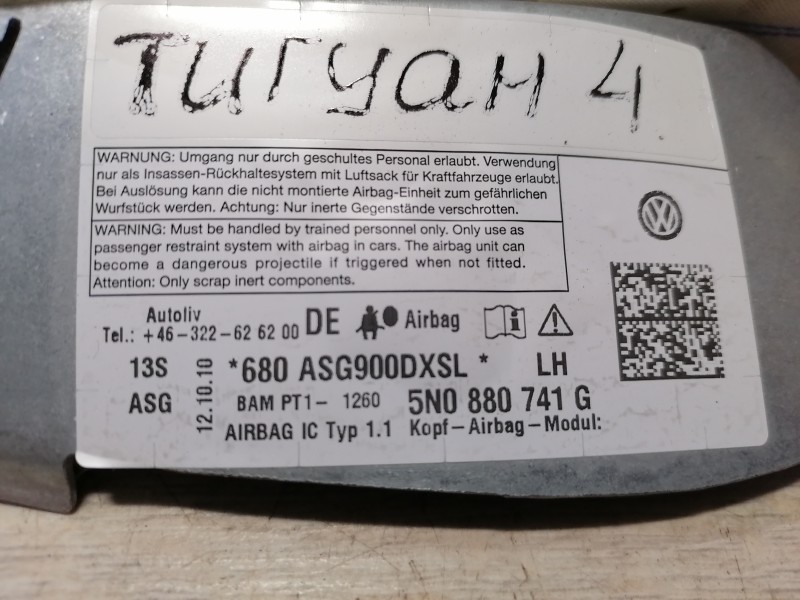 Тигуан 4
WARNUNG: Umgang nur durch geschultes Personal erlaubt. Verwendung
nur als Insassen-Rückhaltesystem mit Luftsack für Kraftfahrzeuge erlaubt.
Bei Auslösung kann die nicht montierte Airbag-Einheit zum gefährlichen
Wurfstück werden. Achtung: Nur inerte Gegenstände verschrotten.
WARNING: Must be handled by trained personnel only. Only use as
passenger restraint system with airbag in cars. The airbag unit can
become a dangerous projectile if triggered when not fitted.
Attention: Only scrap inert components.
Autoliv
Tel.: +46-322-62 62 00 DE Airbag
13S 12.10.10 *680 ASG900DXSL * LH
ASG BAM PT1- 1260 5N0 880 741 G
AIRBAG IC Typ 1.1 Kopf-Airbag-Modul: